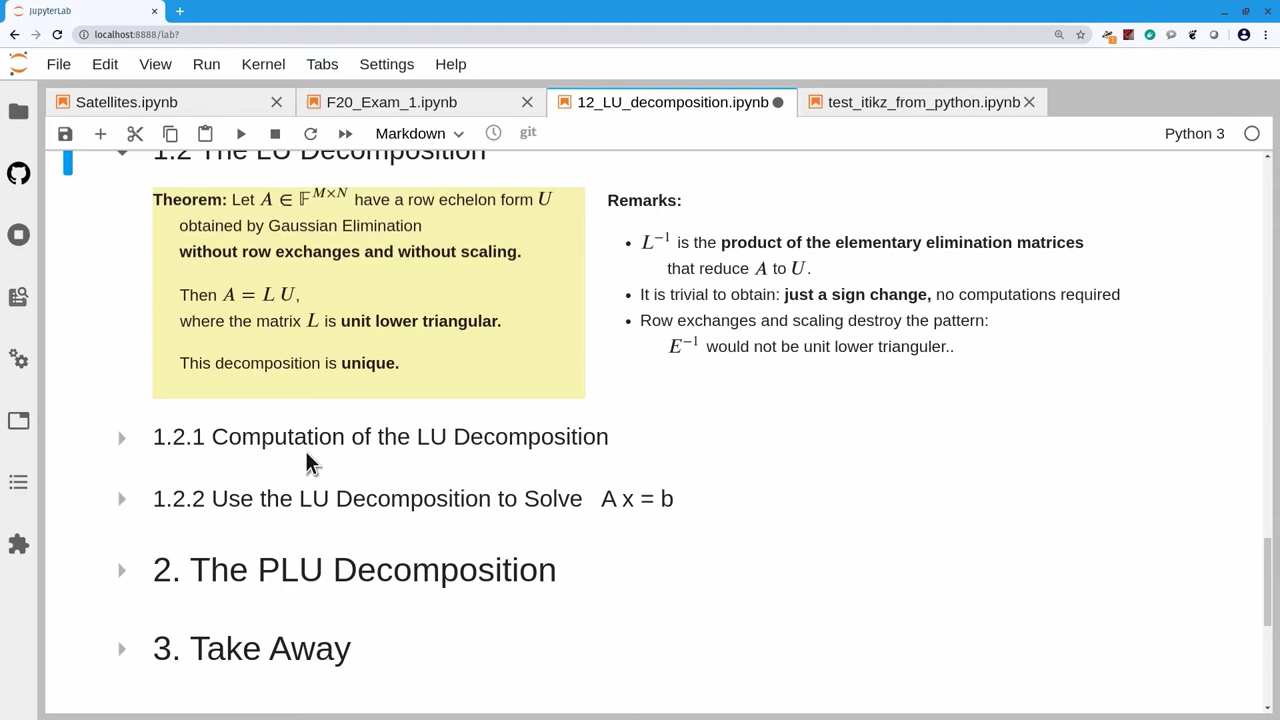 JupyterLab
localhost:8888/lab?
File Edit View Run Kernel Tabs Settings Help
Satellites.ipynb F20_Exam_1.ipynb 12_LU_decomposition.ipynb test_itikz_from_python.ipynb
Markdown git Python 3
1.2 The LU Decomposition
Theorem: Let A ∈ 𝔽^{M×N} have a row echelon form U
obtained by Gaussian Elimination
without row exchanges and without scaling.
Then A = L U,
where the matrix L is unit lower triangular.
This decomposition is unique.
Remarks:
• L^{−1} is the product of the elementary elimination matrices
that reduce A to U.
• It is trivial to obtain: just a sign change, no computations required
• Row exchanges and scaling destroy the pattern:
E^{−1} would not be unit lower trianguler..
1.2.1 Computation of the LU Decomposition
1.2.2 Use the LU Decomposition to Solve A x = b
2. The PLU Decomposition
3. Take Away